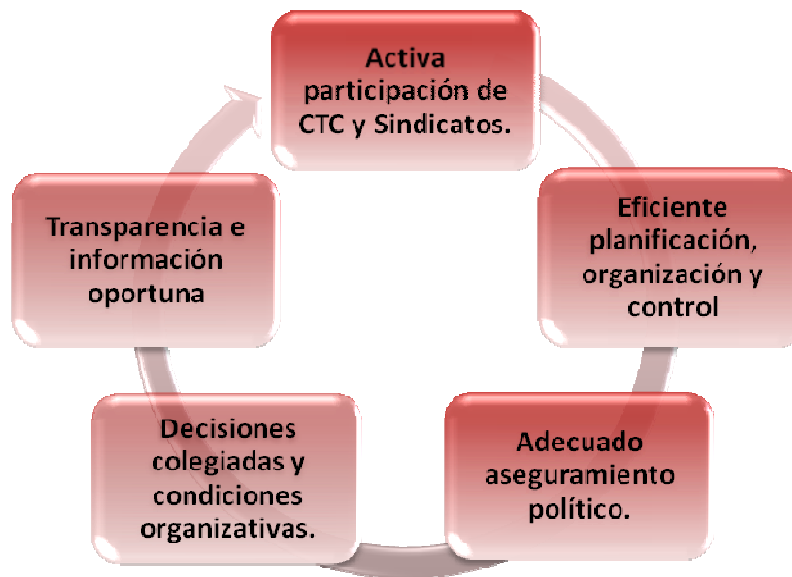 Activa
participación de
CTC y Sindicatos.
Eficiente
planificación,
organización y
control
Adecuado
aseguramiento
político.
Decisiones
colegiadas y
condiciones
organizativas.
Transparencia e
información
oportuna